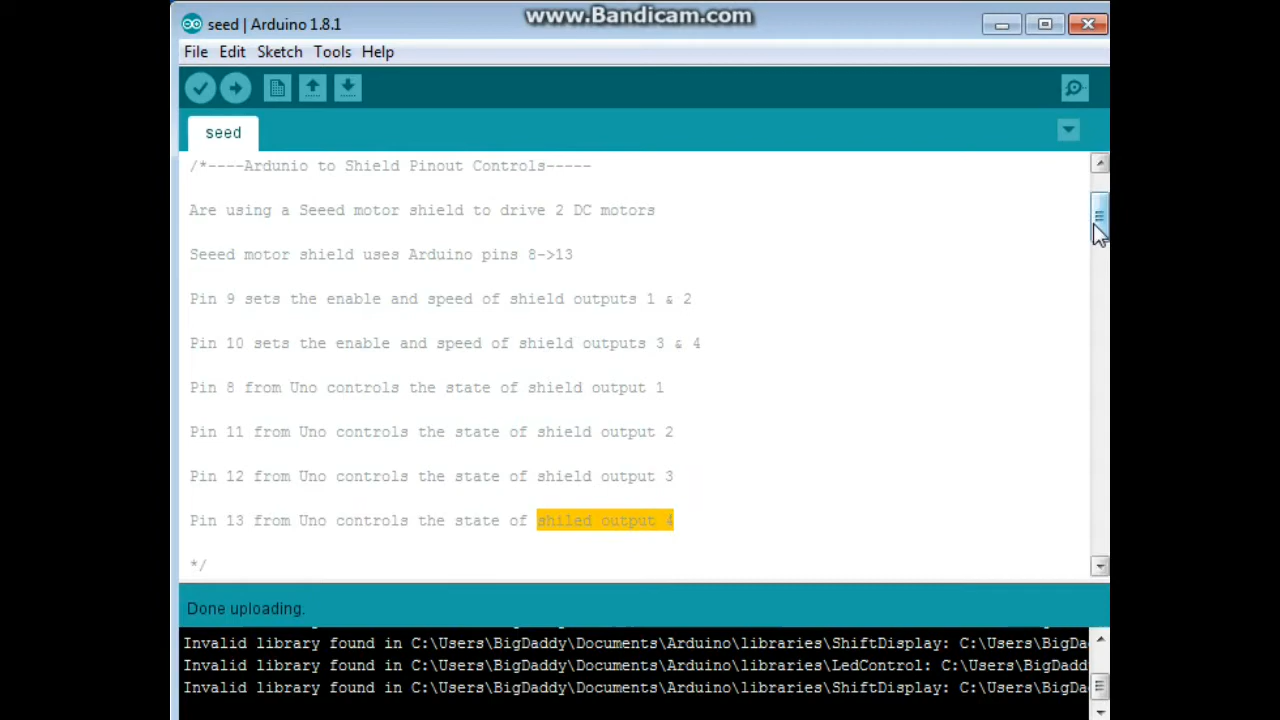 www.Bandicam.com
seed | Arduino 1.8.1
File Edit Sketch Tools Help
seed
/*----Ardunio to Shield Pinout Controls-----
Are using a Seeed motor shield to drive 2 DC motors
Seeed motor shield uses Arduino pins 8->13
Pin 9 sets the enable and speed of shield outputs 1 & 2
Pin 10 sets the enable and speed of shield outputs 3 & 4
Pin 8 from Uno controls the state of shield output 1
Pin 11 from Uno controls the state of shield output 2
Pin 12 from Uno controls the state of shield output 3
Pin 13 from Uno controls the state of shiled output 4
*/
Done uploading.
Invalid library found in C:\Users\BigDaddy\Documents\Arduino\libraries\ShiftDisplay: C:\Users\BigDa
Invalid library found in C:\Users\BigDaddy\Documents\Arduino\libraries\LedControl: C:\Users\BigDadd
Invalid library found in C:\Users\BigDaddy\Documents\Arduino\libraries\ShiftDisplay: C:\Users\BigDa